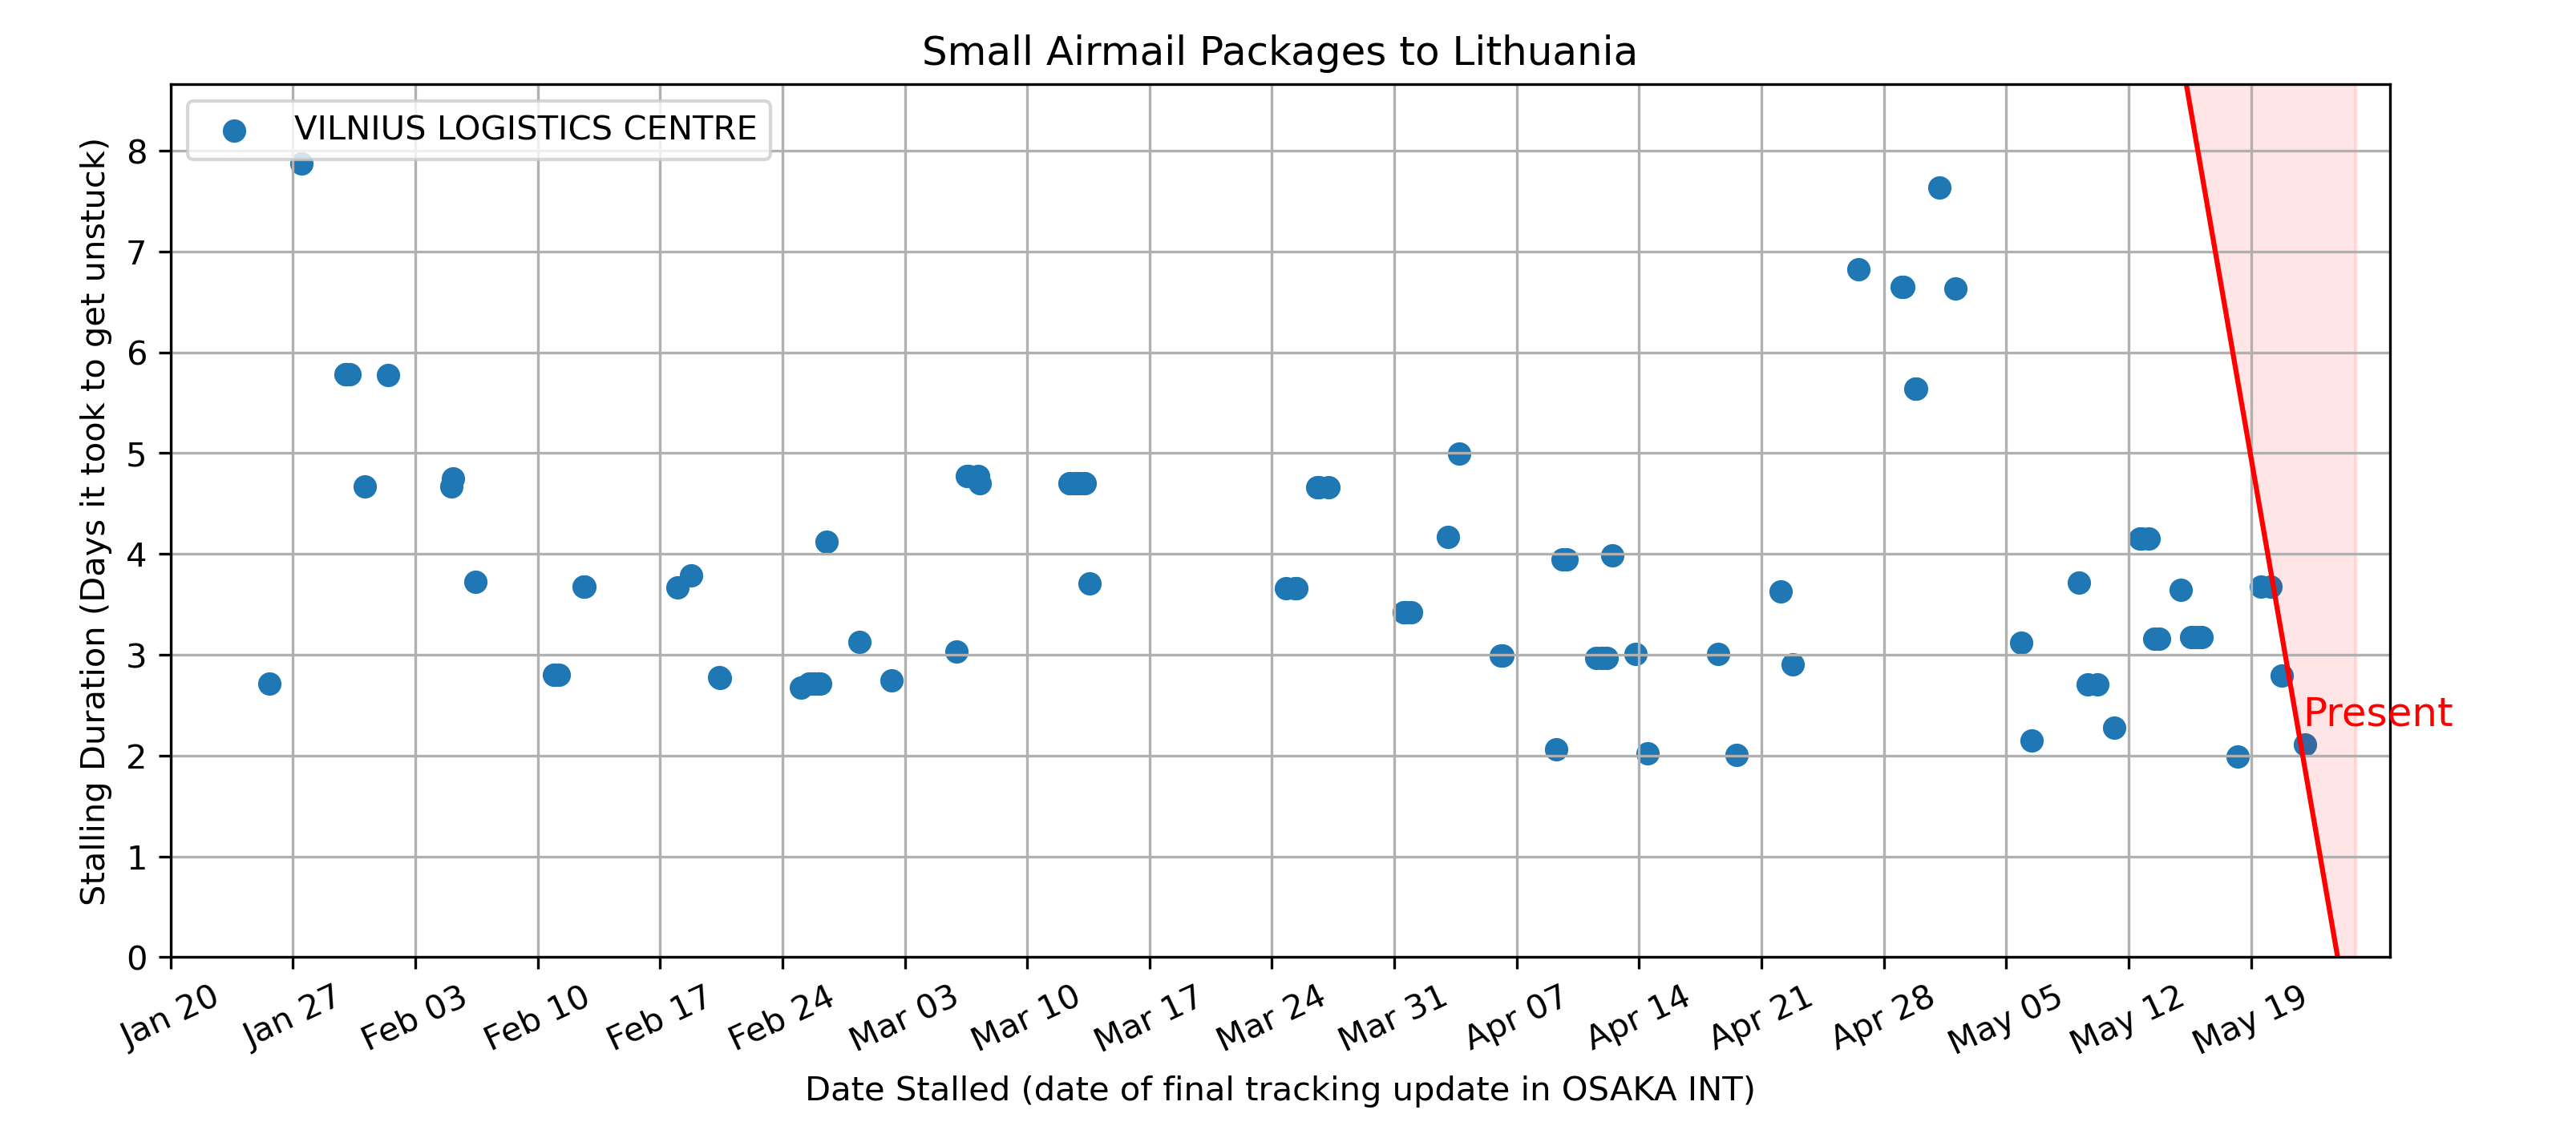 Small Airmail Packages to Lithuania
VILNIUS LOGISTICS CENTRE
Stalling Duration (Days it took to get unstuck)
8
7
6
5
4
3
2
1
0
Present
Jan 20
Jan 27
Feb 03
Feb 10
Feb 17
Feb 24
Mar 03
Mar 10
Mar 17
Mar 24
Mar 31
Apr 07
Apr 14
Apr 21
Apr 28
May 05
May 12
May 19
Date Stalled (date of final tracking update in OSAKA INT)